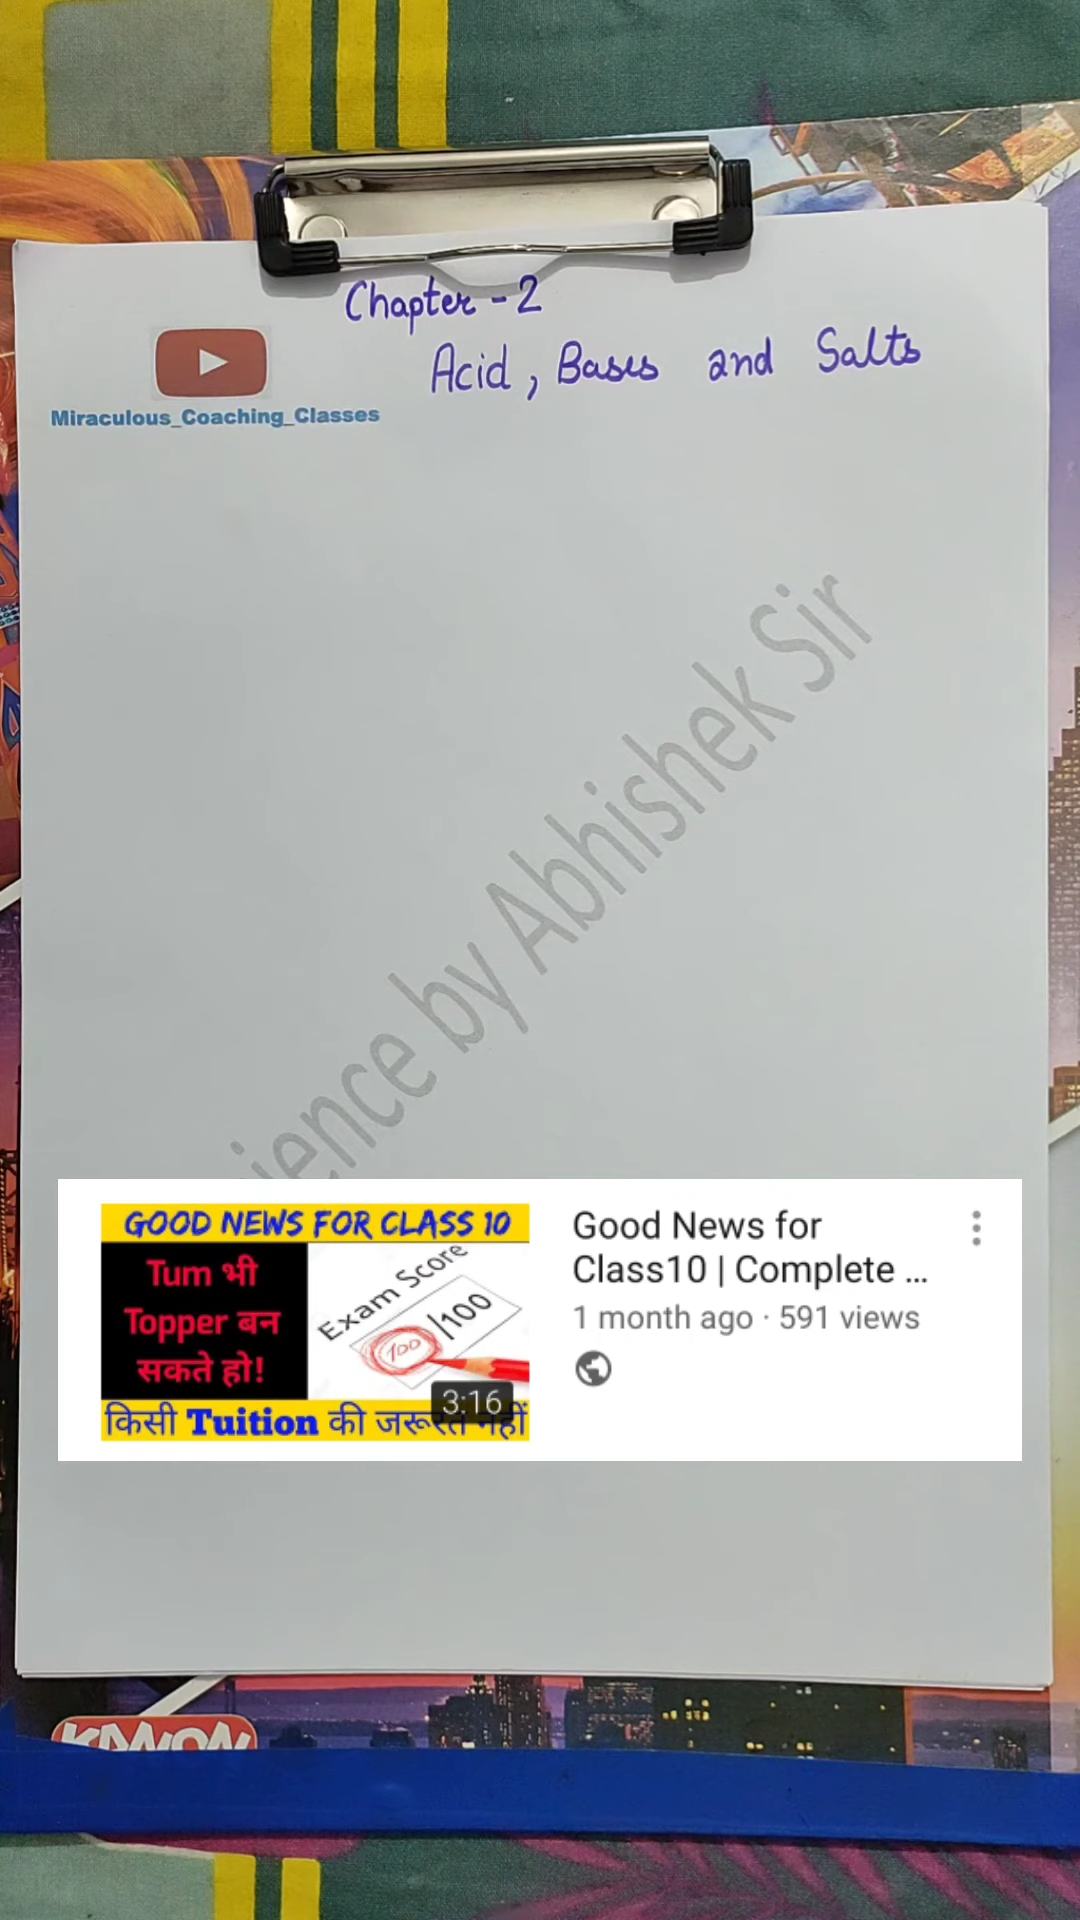 Chapter - 2
Acid, Bases and Salts
Miraculous_Coaching_Classes
ience by Abhishek Sir
GOOD NEWS FOR CLASS 10
Tum भी
Topper बन
सकते हो!
Exam Score
100/100
3:16
किसी Tuition की जरूरत नहीं
Good News for
Class10 | Complete ...
1 month ago · 591 views